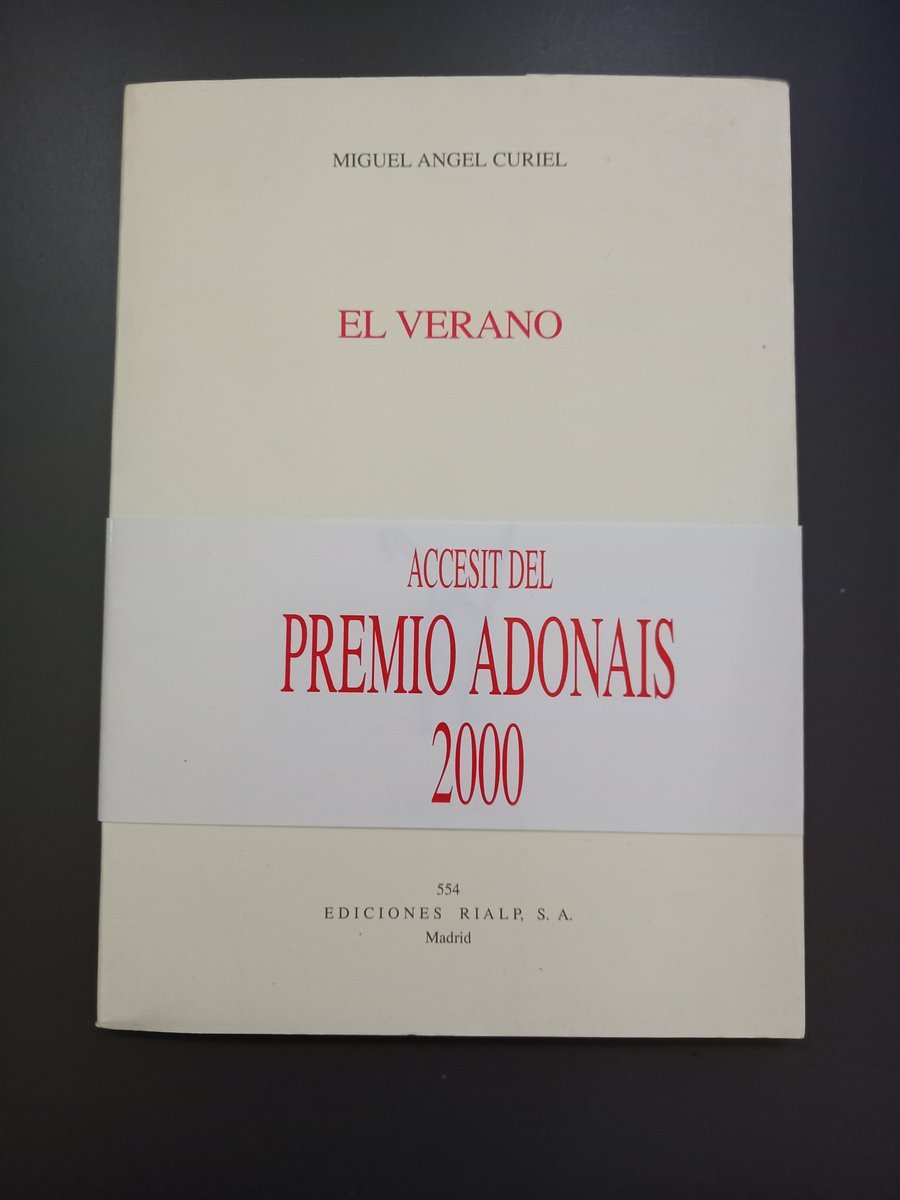 MIGUEL ANGEL CURIEL
EL VERANO
ACCESIT DEL
PREMIO ADONAIS
2000
554
EDICIONES RIALP, S. A.
Madrid